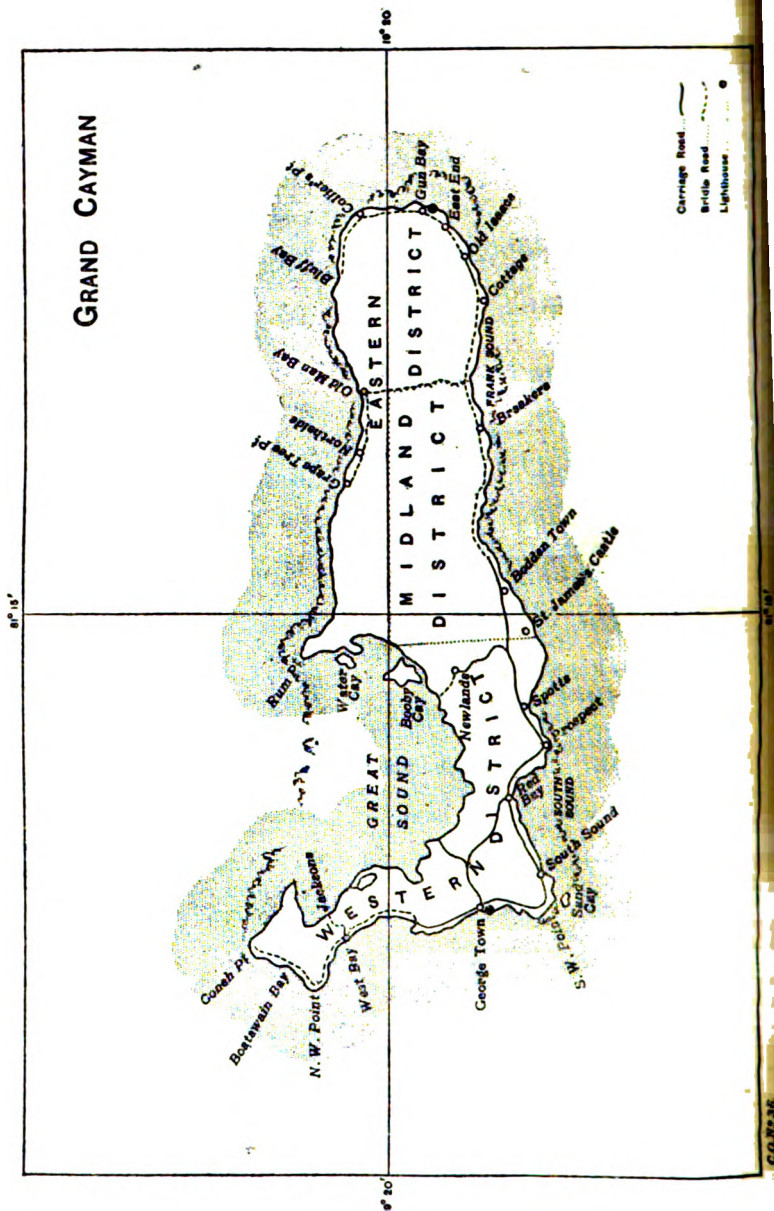 GRAND CAYMAN
81° 15'
19° 20'
9° 20'
Conch Pt
Boatswain Bay
N.W. Point
West Bay
Jacksons
GREAT
SOUND
Rum Pt
Water
Cay
Booby
Cay
Newlands
Grape Tree Pt
Northside
Old Man Bay
Bluff Bay
Collier's Pt
Gun Bay
East End
Old Isaacs
Cottage
FRANK SOUND
Breakers
Bodden Town
St. James's Castle
Spotts
Prospect
Red
Bay
SOUTH
SOUND
South Sound
Sand
Cay
S.W. Point
George Town
WESTERN DISTRICT
MIDLAND
DISTRICT
EASTERN
DISTRICT
Carriage Road
Bridle Road
Lighthouse
81° 15'